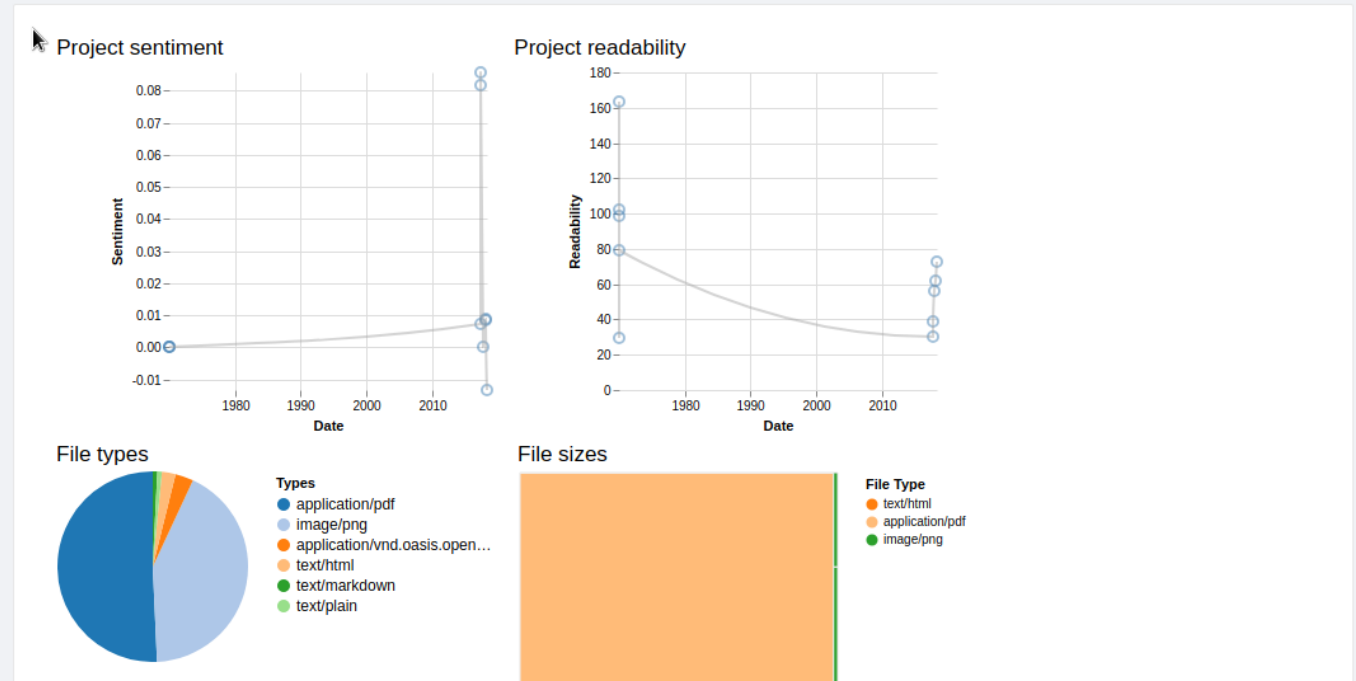 Project sentiment
0.08
0.07
0.06
0.05
0.04
0.03
0.02
0.01
0.00
-0.01
Sentiment
1980 1990 2000 2010
Date
Project readability
180
160
140
120
100
80
60
40
20
0
Readability
1980 1990 2000 2010
Date
File types
Types
application/pdf
image/png
application/vnd.oasis.open…
text/html
text/markdown
text/plain
File sizes
File Type
text/html
application/pdf
image/png